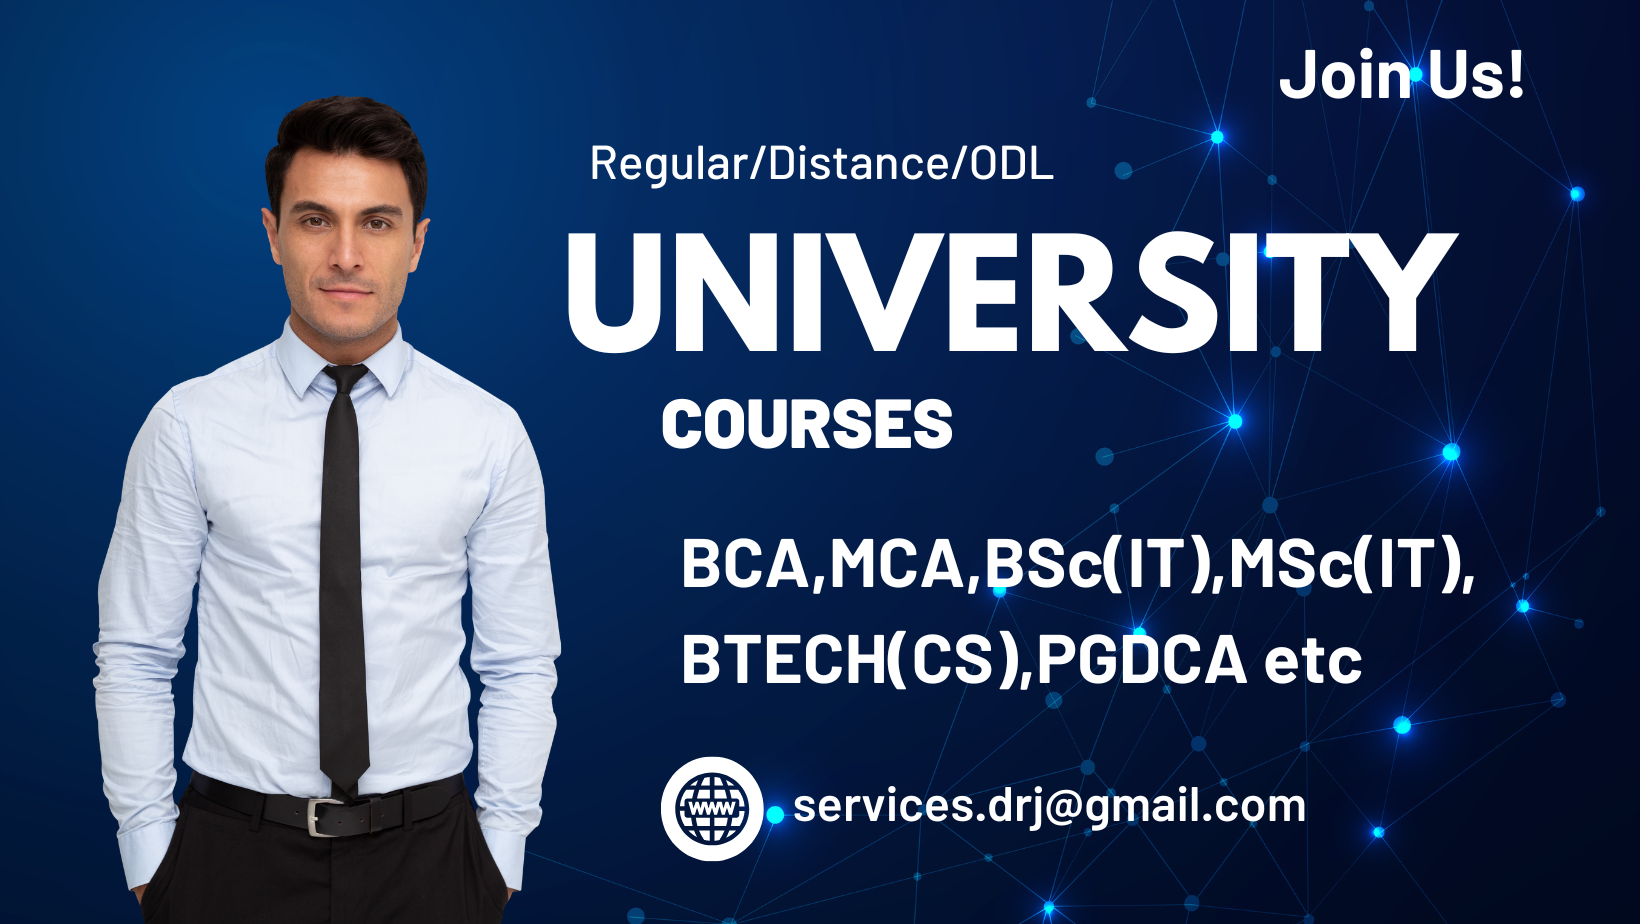 Join Us!
Regular/Distance/ODL
UNIVERSITY
COURSES
BCA,MCA,BSc(IT),MSc(IT),
BTECH(CS),PGDCA etc
www
services.drj@gmail.com